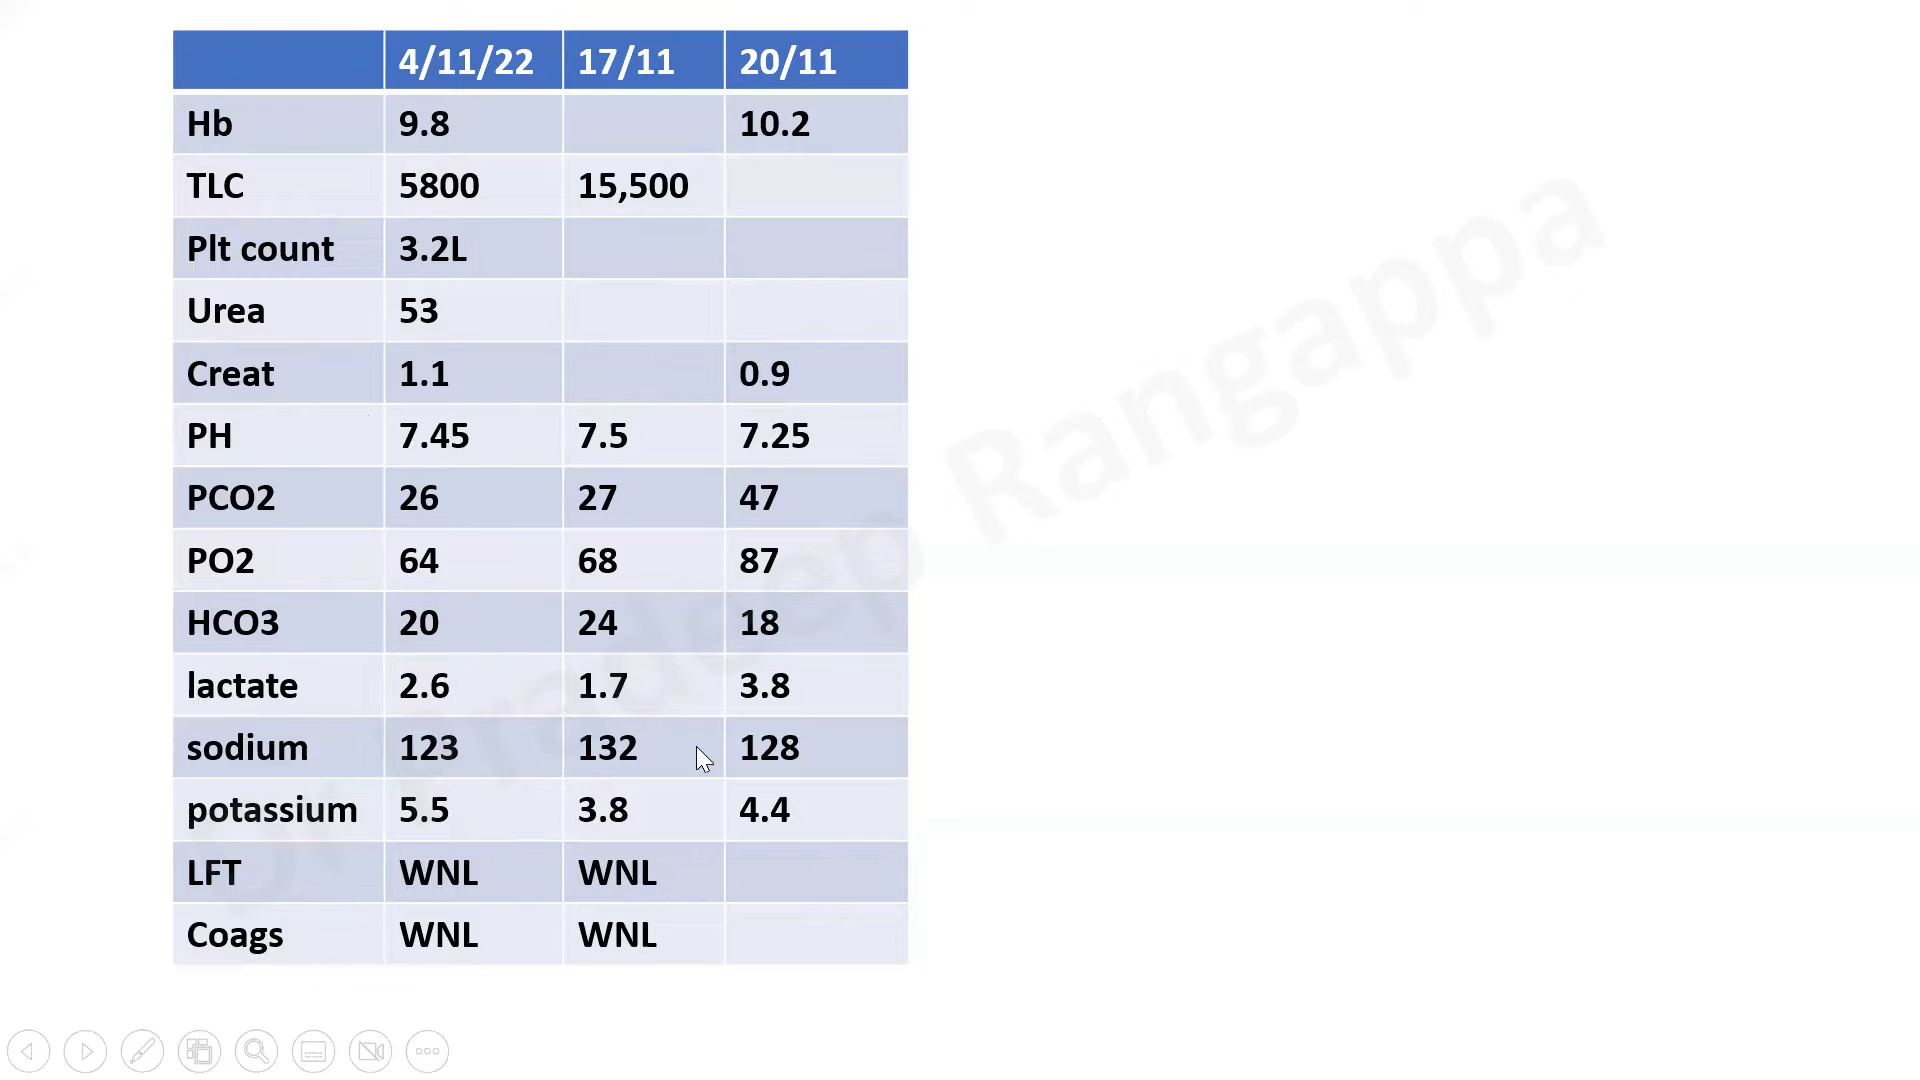 4/11/22 17/11 20/11
Hb 9.8 10.2
TLC 5800 15,500
Plt count 3.2L
Urea 53
Creat 1.1 0.9
PH 7.45 7.5 7.25
PCO2 26 27 47
PO2 64 68 87
HCO3 20 24 18
lactate 2.6 1.7 3.8
sodium 123 132 128
potassium 5.5 3.8 4.4
LFT WNL WNL
Coags WNL WNL
Dr Pradeep Rangappa